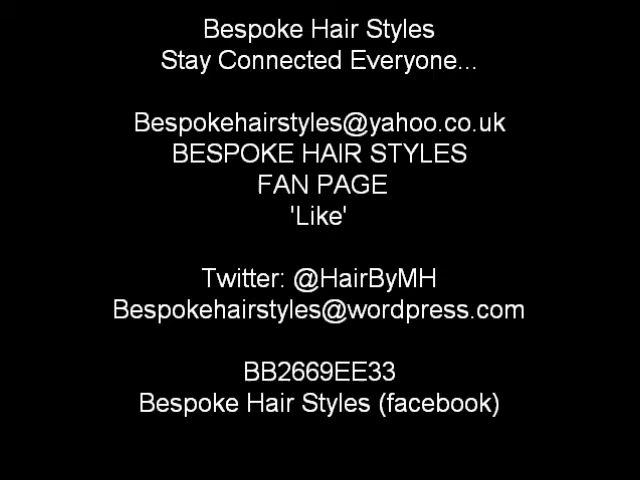 Bespoke Hair Styles
Stay Connected Everyone...
Bespokehairstyles@yahoo.co.uk
BESPOKE HAIR STYLES
FAN PAGE
'Like'
Twitter: @HairByMH
Bespokehairstyles@wordpress.com
BB2669EE33
Bespoke Hair Styles (facebook)